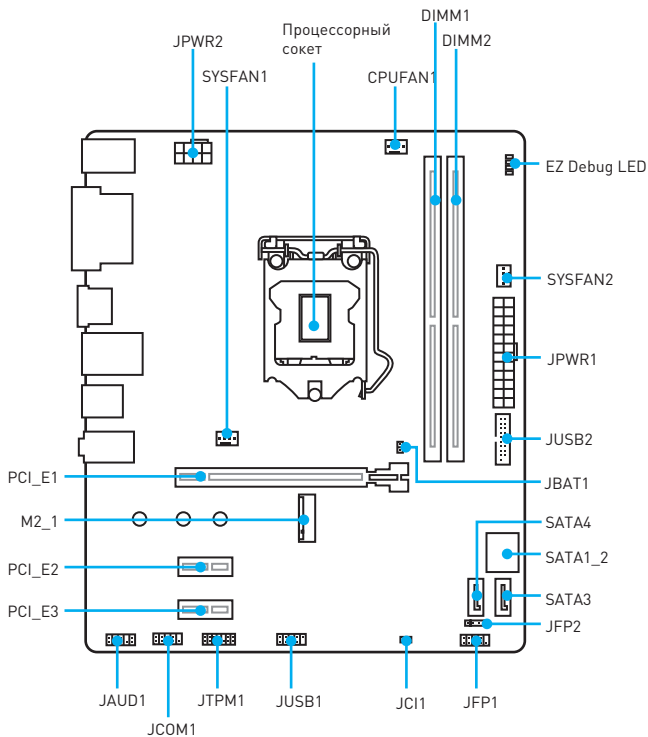 DIMM1
Процессорный
сокет
JPWR2
DIMM2
SYSFAN1
CPUFAN1
EZ Debug LED
SYSFAN2
JPWR1
JUSB2
PCI_E1
JBAT1
M2_1
SATA4
SATA1_2
PCI_E2
SATA3
PCI_E3
JFP2
JAUD1
JTPM1
JUSB1
JCI1
JFP1
JCOM1